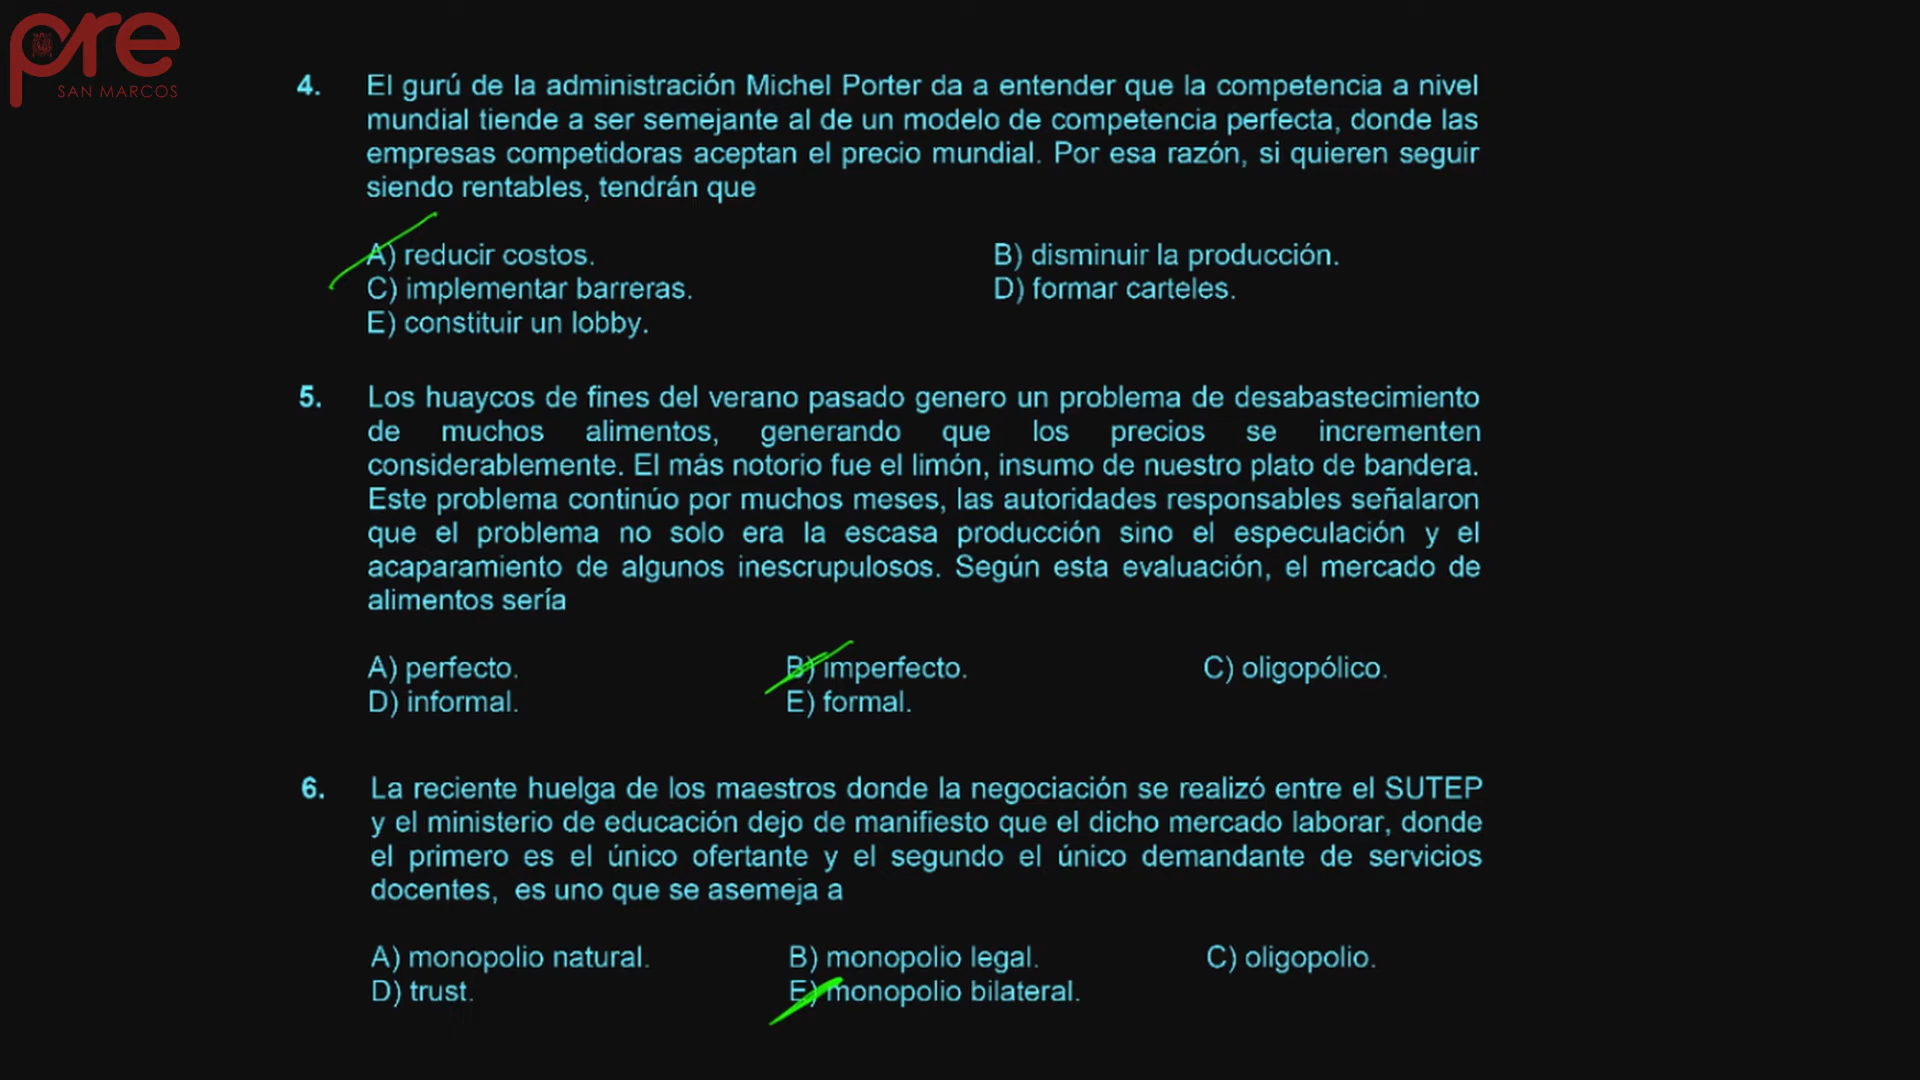 pre
SAN MARCOS
4. El gurú de la administración Michel Porter da a entender que la competencia a nivel
mundial tiende a ser semejante al de un modelo de competencia perfecta, donde las
empresas competidoras aceptan el precio mundial. Por esa razón, si quieren seguir
siendo rentables, tendrán que
A) reducir costos. B) disminuir la producción.
C) implementar barreras. D) formar carteles.
E) constituir un lobby.
5. Los huaycos de fines del verano pasado genero un problema de desabastecimiento
de muchos alimentos, generando que los precios se incrementen
considerablemente. El más notorio fue el limón, insumo de nuestro plato de bandera.
Este problema continúo por muchos meses, las autoridades responsables señalaron
que el problema no solo era la escasa producción sino el especulación y el
acaparamiento de algunos inescrupulosos. Según esta evaluación, el mercado de
alimentos sería
A) perfecto. B) imperfecto. C) oligopólico.
D) informal. E) formal.
6. La reciente huelga de los maestros donde la negociación se realizó entre el SUTEP
y el ministerio de educación dejo de manifiesto que el dicho mercado laborar, donde
el primero es el único ofertante y el segundo el único demandante de servicios
docentes, es uno que se asemeja a
A) monopolio natural. B) monopolio legal. C) oligopolio.
D) trust. E) monopolio bilateral.